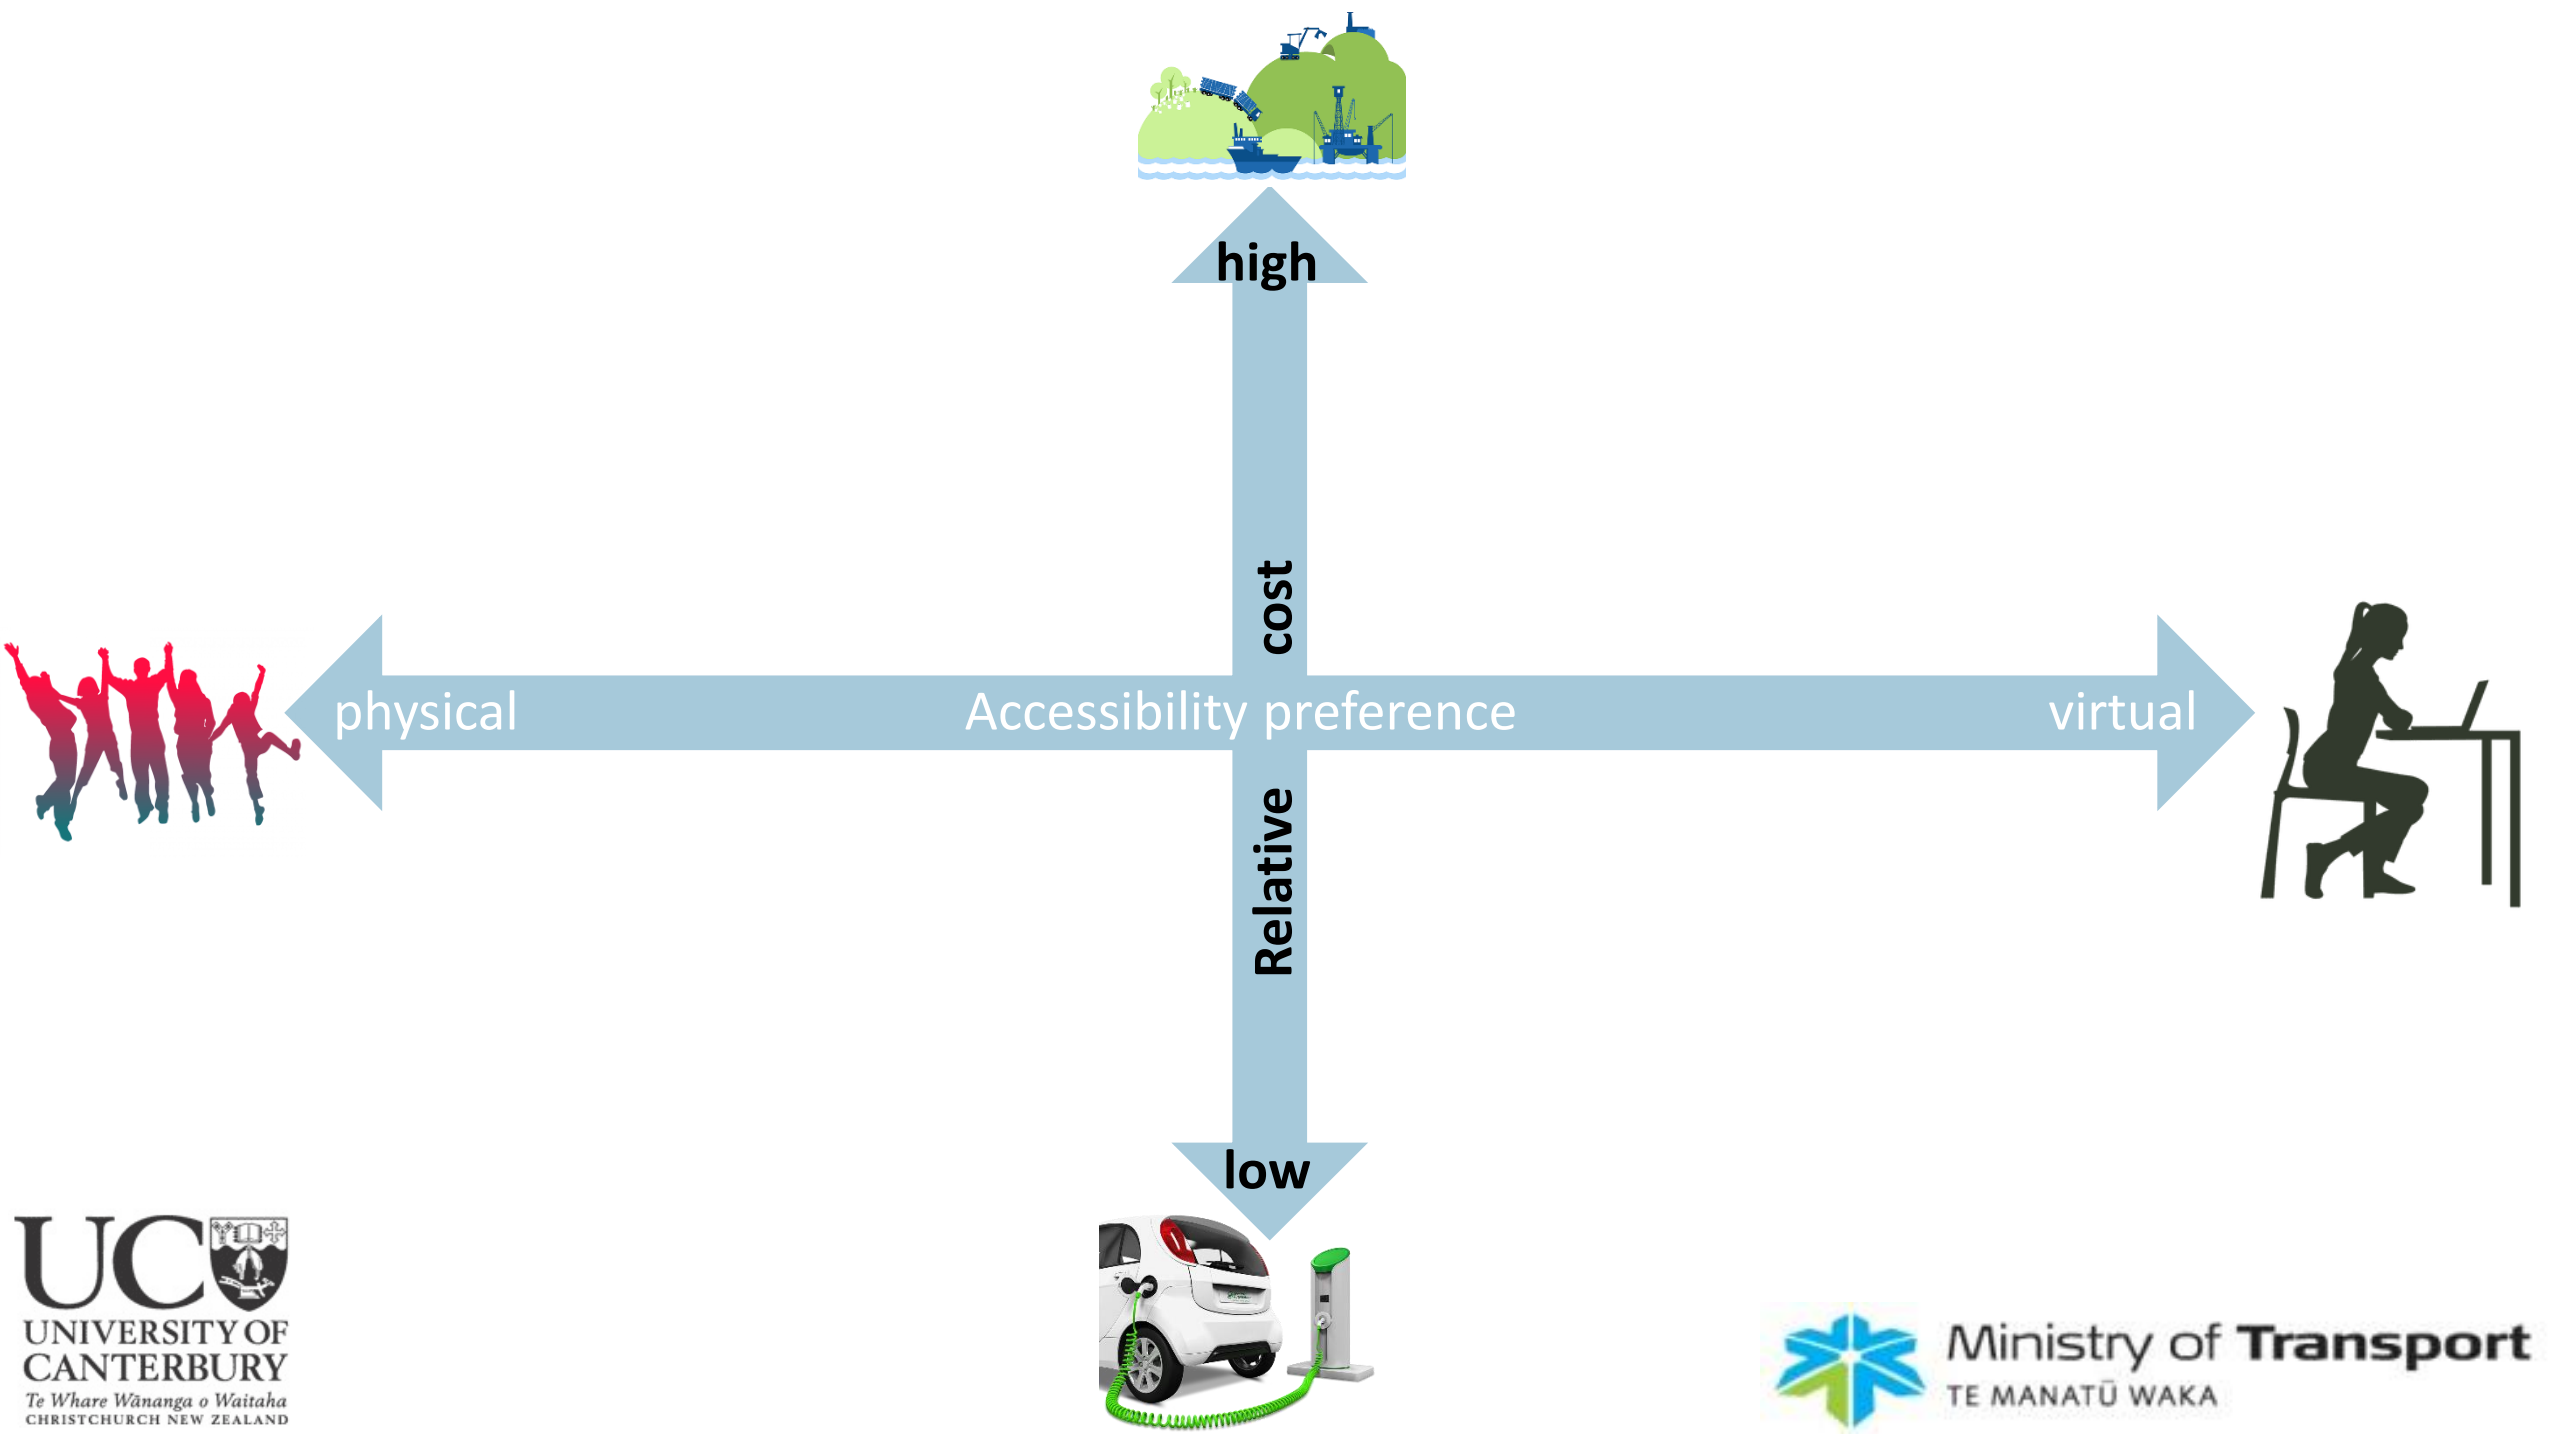 high
cost
physical
Accessibility preference
virtual
Relative
low
UC
UNIVERSITY OF
CANTERBURY
Te Whare Wānanga o Waitaha
CHRISTCHURCH NEW ZEALAND
Ministry of Transport
TE MANATŪ WAKA